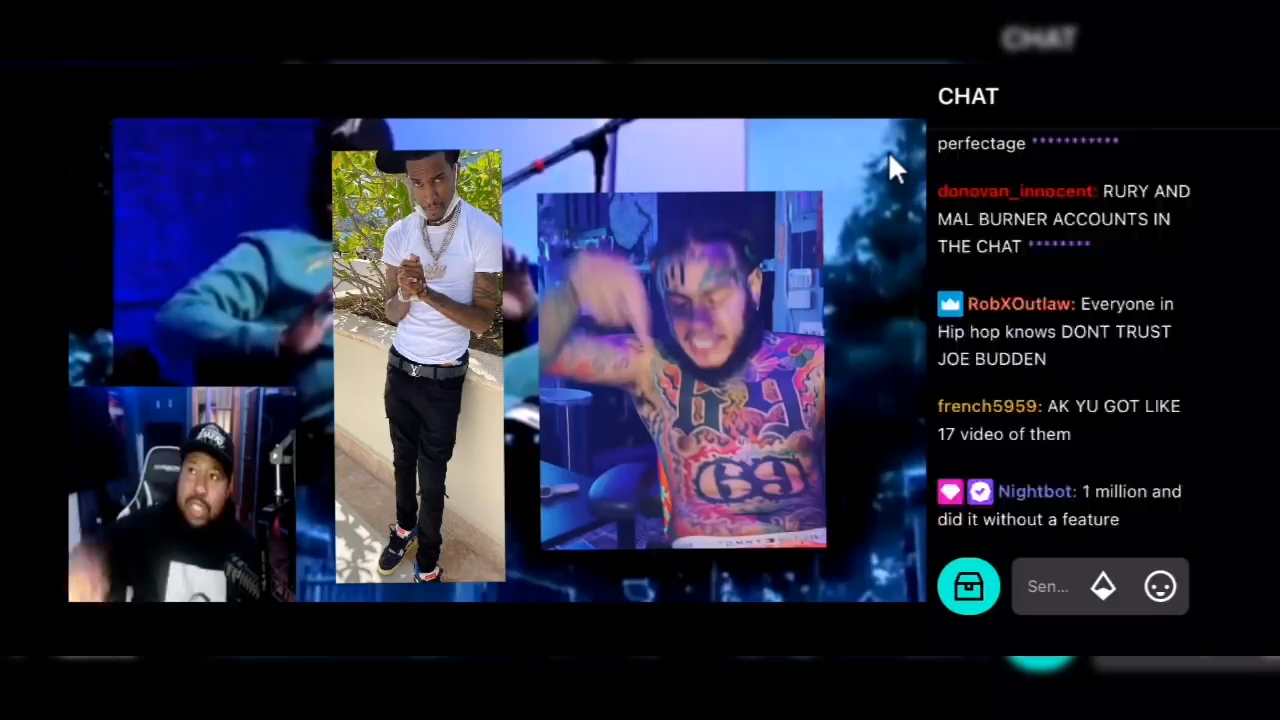 CHAT
CHAT
perfectage ***********
donovan_innocent: RURY AND
MAL BURNER ACCOUNTS IN
THE CHAT ********
RobXOutlaw: Everyone in
Hip hop knows DONT TRUST
JOE BUDDEN
french5959: AK YU GOT LIKE
17 video of them
Nightbot: 1 million and
did it without a feature
Sen...
69
69